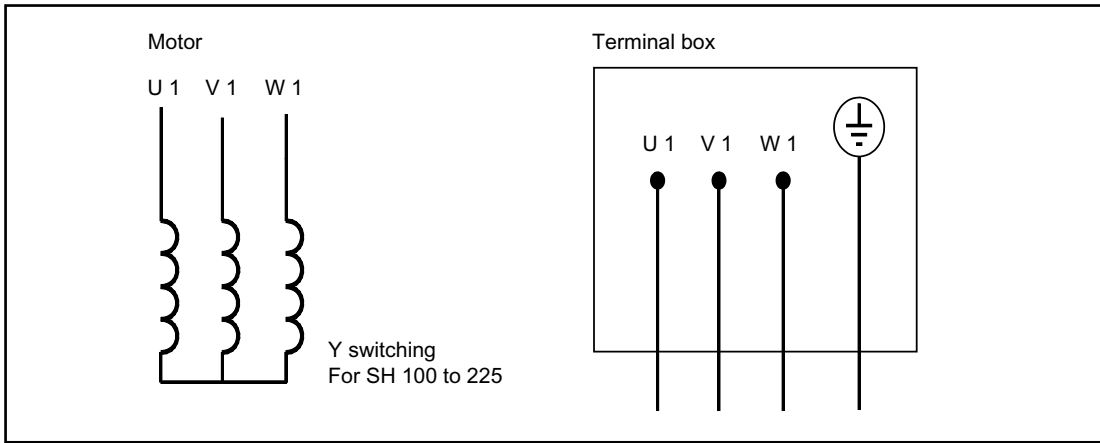 Motor
U 1 V 1 W 1
Y switching
For SH 100 to 225
Terminal box
U 1 V 1 W 1